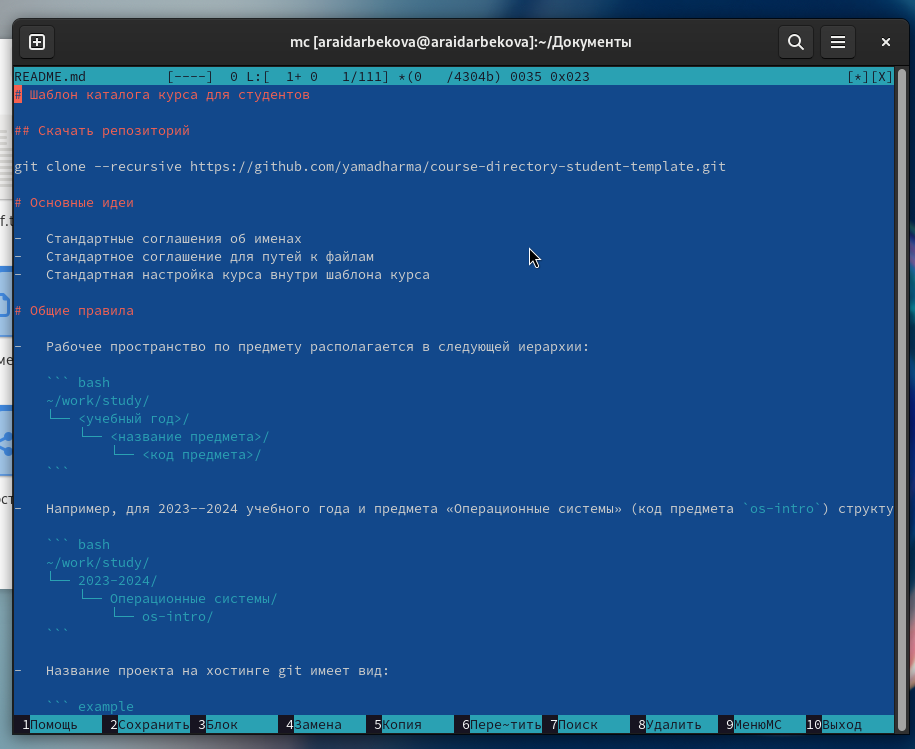 mc [araidarbekova@araidarbekova]:~/Документы
README.md          [----]  0 L:[  1+ 0   1/111] *(0   /4304b) 0035 0x023                                [*][X]
# Шаблон каталога курса для студентов
## Скачать репозиторий
git clone --recursive https://github.com/yamadharma/course-directory-student-template.git
# Основные идеи
-   Стандартные соглашения об именах
-   Стандартное соглашение для путей к файлам
-   Стандартная настройка курса внутри шаблона курса
# Общие правила
-   Рабочее пространство по предмету располагается в следующей иерархии:
    ``` bash
    ~/work/study/
    └── <учебный год>/
        └── <название предмета>/
            └── <код предмета>/
    ```
-   Например, для 2023--2024 учебного года и предмета «Операционные системы» (код предмета `os-intro`) структу
    ``` bash
    ~/work/study/
    └── 2023-2024/
        └── Операционные системы/
            └── os-intro/
    ```
-   Название проекта на хостинге git имеет вид:
    ``` example
1Помощь 2Сохранить 3Блок 4Замена 5Копия 6Пере~тить 7Поиск 8Удалить 9МенюMC 10Выход